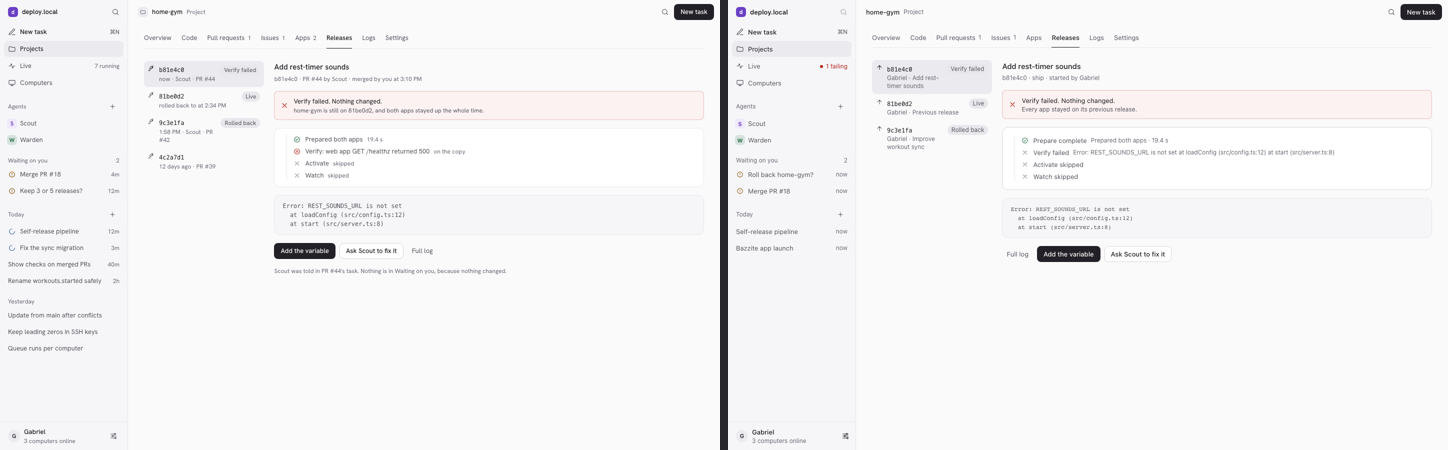 d deploy.local
New task ⌘N
Projects
Live 7 running
Computers
Agents +
S Scout
W Warden
Waiting on you 2
Merge PR #18 4m
Keep 3 or 5 releases? 12m
Today +
Self-release pipeline 12m
Fix the sync migration 3m
Show checks on merged PRs 40m
Rename workouts.started safely 2h
Yesterday
Update from main after conflicts
Keep leading zeros in SSH keys
Queue runs per computer
G Gabriel
3 computers online
home-gym Project
New task
Overview Code Pull requests 1 Issues 1 Apps 2 Releases Logs Settings
b81e4c0 Verify failed
now · Scout · PR #44
81be0d2 Live
rolled back to at 2:34 PM
9c3e1fa Rolled back
1:58 PM · Scout · PR
#42
4c2a7d1
12 days ago · PR #39
Add rest-timer sounds
b81e4c0 · PR #44 by Scout · merged by you at 3:10 PM
Verify failed. Nothing changed.
home-gym is still on 81be0d2, and both apps stayed up the whole time.
Prepared both apps 19.4 s
Verify: web app GET /healthz returned 500 on the copy
Activate skipped
Watch skipped
Error: REST_SOUNDS_URL is not set
at loadConfig (src/config.ts:12)
at start (src/server.ts:8)
Add the variable Ask Scout to fix it Full log
Scout was told in PR #44's task. Nothing is in Waiting on you, because nothing changed.
d deploy.local
New task ⌘N
Projects
Live 1 failing
Computers
Agents +
S Scout
W Warden
Waiting on you 2
Roll back home-gym? now
Merge PR #18 now
Today +
Self-release pipeline now
Bazzite app launch now
G Gabriel
3 computers online
home-gym Project
New task
Overview Code Pull requests 1 Issues 1 Apps Releases Logs Settings
b81e4c0 Verify failed
Gabriel · Add rest-
timer sounds
81be0d2 Live
Gabriel · Previous release
9c3e1fa Rolled back
Gabriel · Improve
workout sync
Add rest-timer sounds
b81e4c0 · ship · started by Gabriel
Verify failed. Nothing changed.
Every app stayed on its previous release.
Prepare complete Prepared both apps · 19.4 s
Verify failed Error: REST_SOUNDS_URL is not set at loadConfig (src/config.ts:12) at start (src/server.ts:8)
Activate skipped
Watch skipped
Error: REST_SOUNDS_URL is not set
at loadConfig (src/config.ts:12)
at start (src/server.ts:8)
Full log Add the variable Ask Scout to fix it